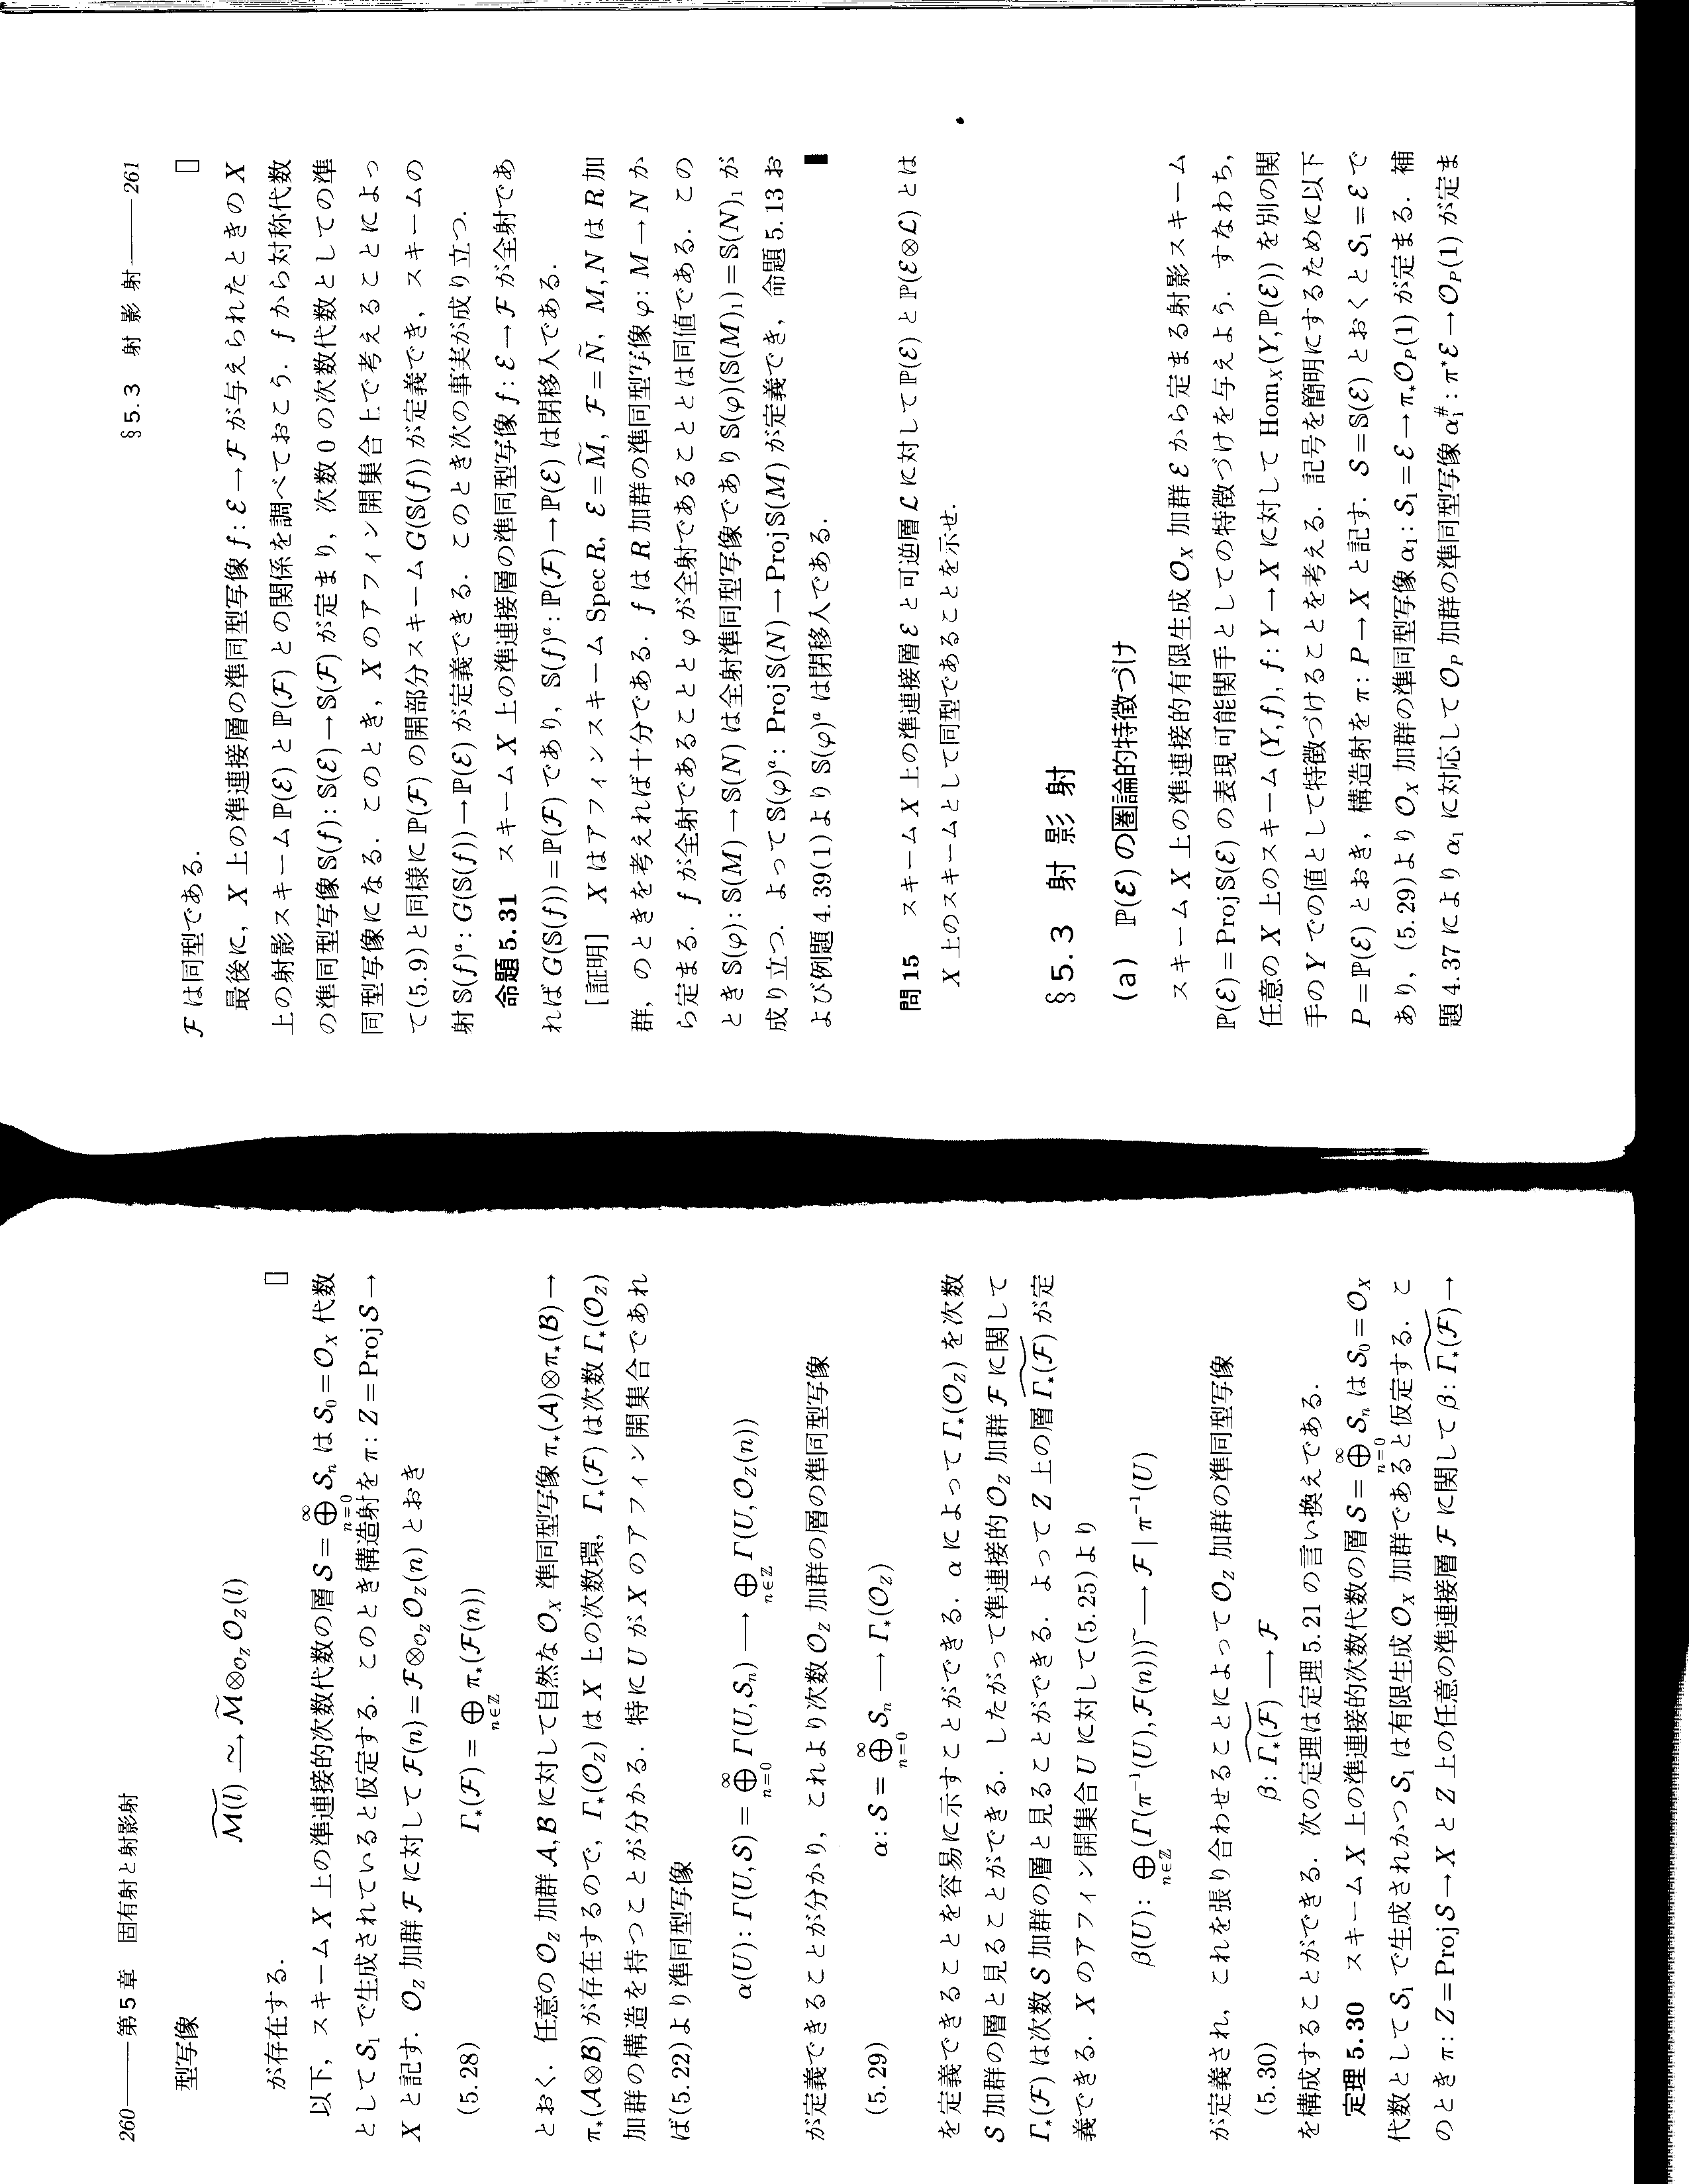 260――第5章 固有射と射影射
型写像
$\widetilde{\mathcal{M}(l)} \xrightarrow{\sim} \widetilde{\mathcal{M}} \otimes_{\mathcal{O}_Z} \mathcal{O}_Z(l)$
が存在する. □
以下, スキーム X 上の準連接的次数代数の層 $\mathcal{S} = \bigoplus_{n=0}^{\infty} \mathcal{S}_n$ は $\mathcal{S}_0 = \mathcal{O}_X$ 代数
として $\mathcal{S}_1$ で生成されていると仮定する. このとき構造射を $\pi: Z = \mathrm{Proj}\,\mathcal{S} \to$
X と記す. $\mathcal{O}_Z$ 加群 $\mathcal{F}$ に対して $\mathcal{F}(n) = \mathcal{F} \otimes_{\mathcal{O}_Z} \mathcal{O}_Z(n)$ とおき
(5.28) $\Gamma_*(\mathcal{F}) = \bigoplus_{n \in \mathbb{Z}} \pi_*(\mathcal{F}(n))$
とおく. 任意の $\mathcal{O}_Z$ 加群 $\mathcal{A}, \mathcal{B}$ に対して自然な $\mathcal{O}_X$ 準同型写像 $\pi_*(\mathcal{A}) \otimes \pi_*(\mathcal{B}) \to$
$\pi_*(\mathcal{A} \otimes \mathcal{B})$ が存在するので, $\Gamma_*(\mathcal{O}_Z)$ は X 上の次数環, $\Gamma_*(\mathcal{F})$ は次数 $\Gamma_*(\mathcal{O}_Z)$
加群の構造を持つことが分かる. 特に U が X のアフィン開集合であれ
ば(5.22)より準同型写像
$\alpha(U): \Gamma(U, \mathcal{S}) = \bigoplus_{n=0}^{\infty} \Gamma(U, \mathcal{S}_n) \longrightarrow \bigoplus_{n \in \mathbb{Z}} \Gamma(U, \mathcal{O}_Z(n))$
が定義できることが分かり, これより次数 $\mathcal{O}_Z$ 加群の層の準同型写像
(5.29) $\alpha: \mathcal{S} = \bigoplus_{n=0}^{\infty} \mathcal{S}_n \longrightarrow \Gamma_*(\mathcal{O}_Z)$
を定義できることを容易に示すことができる. $\alpha$ によって $\Gamma_*(\mathcal{O}_Z)$ を次数
$\mathcal{S}$ 加群の層と見ることができる. したがって準連接的 $\mathcal{O}_Z$ 加群 $\mathcal{F}$ に関して
$\Gamma_*(\mathcal{F})$ は次数 $\mathcal{S}$ 加群の層と見ることができる. よって Z 上の層 $\widetilde{\Gamma_*(\mathcal{F})}$ が定
義できる. X のアフィン開集合 U に対して(5.25)より
$\beta(U): \bigoplus_{n \in \mathbb{Z}} (\Gamma(\pi^{-1}(U), \mathcal{F}(n)))^{\sim} \longrightarrow \mathcal{F} \mid \pi^{-1}(U)$
が定義され, これを張り合わせることによって $\mathcal{O}_Z$ 加群の準同型写像
(5.30) $\beta: \widetilde{\Gamma_*(\mathcal{F})} \longrightarrow \mathcal{F}$
を構成することができる. 次の定理は定理5.21の言い換えである.
定理5.30 スキーム X 上の準連接的次数代数の層 $\mathcal{S} = \bigoplus_{n=0}^{\infty} \mathcal{S}_n$ は $\mathcal{S}_0 = \mathcal{O}_X$
代数として $\mathcal{S}_1$ で生成されかつ $\mathcal{S}_1$ は有限生成 $\mathcal{O}_X$ 加群であると仮定する. こ
のとき $\pi: Z = \mathrm{Proj}\,\mathcal{S} \to X$ と Z 上の任意の準連接層 $\mathcal{F}$ に関して $\beta: \widetilde{\Gamma_*(\mathcal{F})} \to$
§5.3 射影射――261
$\mathcal{F}$ は同型である. □
最後に, X 上の準連接層の準同型写像 $f: \mathcal{E} \to \mathcal{F}$ が与えられたときの X
上の射影スキーム $\mathbb{P}(\mathcal{E})$ と $\mathbb{P}(\mathcal{F})$ との関係を調べておこう. f から対称代数
の準同型写像 $\mathbb{S}(f): \mathbb{S}(\mathcal{E}) \to \mathbb{S}(\mathcal{F})$ が定まり, 次数 0 の次数代数としての準
同型写像になる. このとき, X のアフィン開集合上で考えることによっ
て(5.9)と同様に $\mathbb{P}(\mathcal{F})$ の開部分スキーム $G(\mathbb{S}(f))$ が定義でき, スキームの
射 $\mathbb{S}(f)^a: G(\mathbb{S}(f)) \to \mathbb{P}(\mathcal{E})$ が定義できる. このとき次の事実が成り立つ.
命題5.31 スキーム X 上の準連接層の準同型写像 $f: \mathcal{E} \to \mathcal{F}$ が全射であ
れば $G(\mathbb{S}(f)) = \mathbb{P}(\mathcal{F})$ であり, $\mathbb{S}(f)^a: \mathbb{P}(\mathcal{F}) \to \mathbb{P}(\mathcal{E})$ は閉移入である.
[証明] X はアフィンスキーム Spec R, $\mathcal{E} = \widetilde{M}$, $\mathcal{F} = \widetilde{N}$, M, N は R 加
群, のときを考えれば十分である. f は R 加群の準同型写像 $\varphi: M \to N$ か
ら定まる. f が全射であることと $\varphi$ が全射であることとは同値である. この
とき $\mathbb{S}(\varphi): \mathbb{S}(M) \to \mathbb{S}(N)$ は全射準同型写像であり $\mathbb{S}(\varphi)(\mathbb{S}(M)_1) = \mathbb{S}(N)_1$ が
成り立つ. よって $\mathbb{S}(\varphi)^a: \mathrm{Proj}\,\mathbb{S}(N) \to \mathrm{Proj}\,\mathbb{S}(M)$ が定義でき, 命題5.13お
よび例題4.39(1)より $\mathbb{S}(\varphi)^a$ は閉移入である. ■
問15 スキーム X 上の準連接層 $\mathcal{E}$ と可逆層 $\mathcal{L}$ に対して $\mathbb{P}(\mathcal{E})$ と $\mathbb{P}(\mathcal{E} \otimes \mathcal{L})$ とは
X 上のスキームとして同型であることを示せ.
§5.3 射影射
(a) $\mathbb{P}(\mathcal{E})$ の圏論的特徴づけ
スキーム X 上の準連接的有限生成 $\mathcal{O}_X$ 加群 $\mathcal{E}$ から定まる射影スキーム
$\mathbb{P}(\mathcal{E}) = \mathrm{Proj}\,\mathbb{S}(\mathcal{E})$ の表現可能関手としての特徴づけを与えよう. すなわち,
任意の X 上のスキーム (Y, f), $f: Y \to X$ に対して $\mathrm{Hom}_X(Y, \mathbb{P}(\mathcal{E}))$ を別の関
手の Y での値として特徴づけることを考える. 記号を簡明にするために以下
$P = \mathbb{P}(\mathcal{E})$ とおき, 構造射を $\pi: P \to X$ と記す. $\mathcal{S} = \mathbb{S}(\mathcal{E})$ とおくと $\mathcal{S}_1 = \mathcal{E}$ で
あり, (5.29)より $\mathcal{O}_X$ 加群の準同型写像 $\alpha_1: \mathcal{S}_1 = \mathcal{E} \to \pi_*\mathcal{O}_P(1)$ が定まる. 補
題4.37により $\alpha_1$ に対応して $\mathcal{O}_P$ 加群の準同型写像 $\alpha_1^\#: \pi^*\mathcal{E} \to \mathcal{O}_P(1)$ が定ま